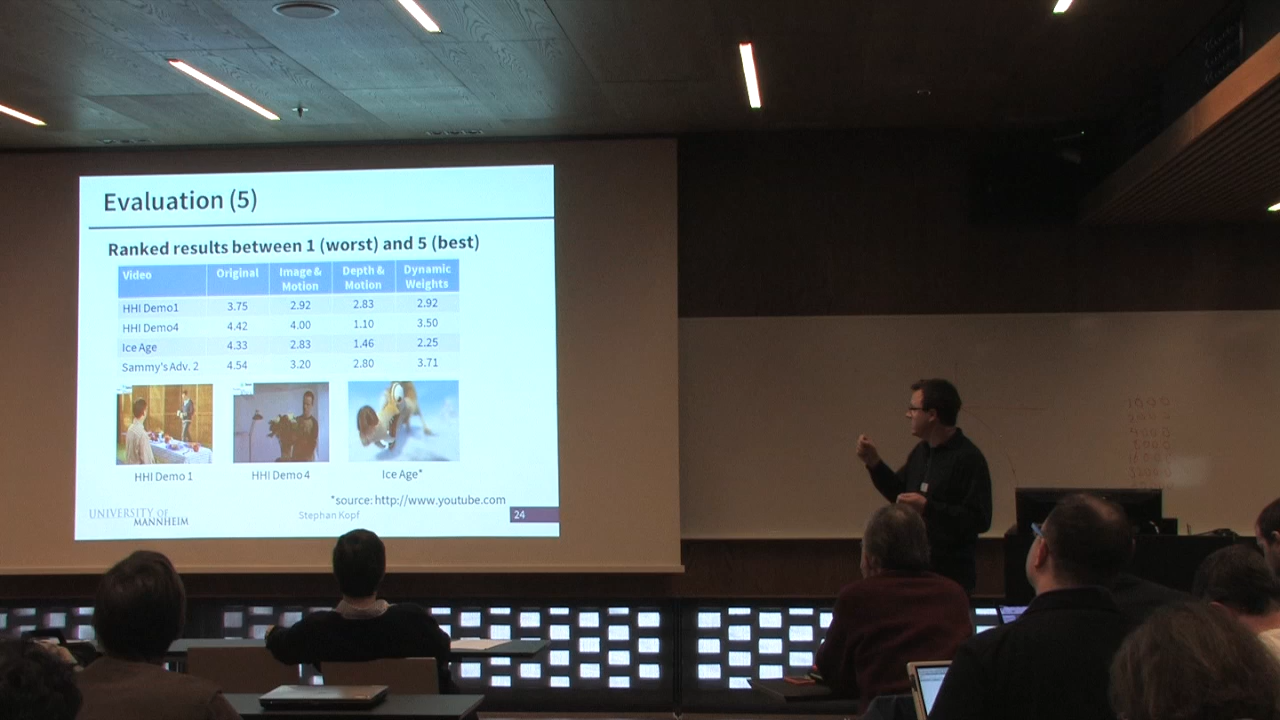 Evaluation (5)
Ranked results between 1 (worst) and 5 (best)
Video Original Image & Motion Depth & Motion Dynamic Weights
HHI Demo1 3.75 2.92 2.83 2.92
HHI Demo4 4.42 4.00 1.10 3.50
Ice Age 4.33 2.83 1.46 2.25
Sammy's Adv. 2 4.54 3.20 2.80 3.71
HHI Demo 1 HHI Demo 4 Ice Age*
*source: http://www.youtube.com
UNIVERSITY OF
MANNHEIM
Stephan Kopf
24
1000
2000
4000